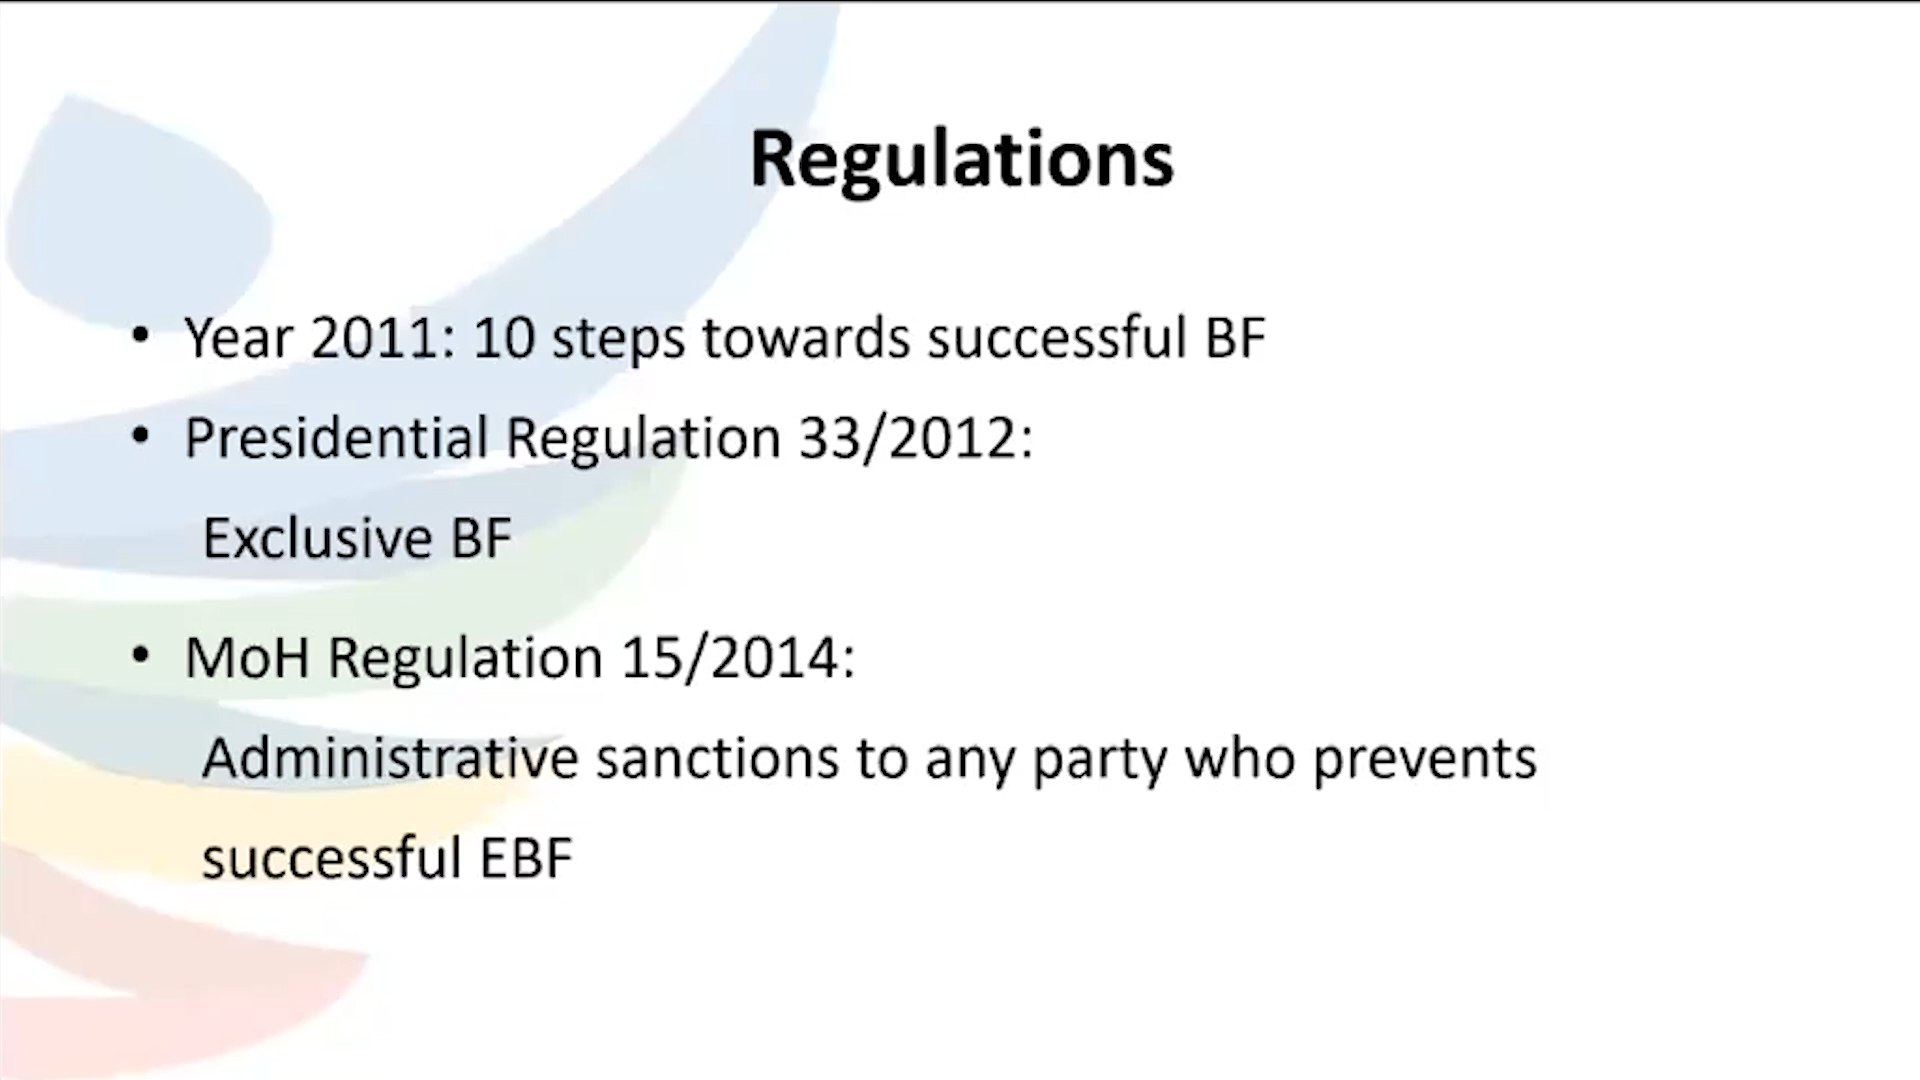 Regulations
• Year 2011: 10 steps towards successful BF
• Presidential Regulation 33/2012:
Exclusive BF
• MoH Regulation 15/2014:
Administrative sanctions to any party who prevents
successful EBF